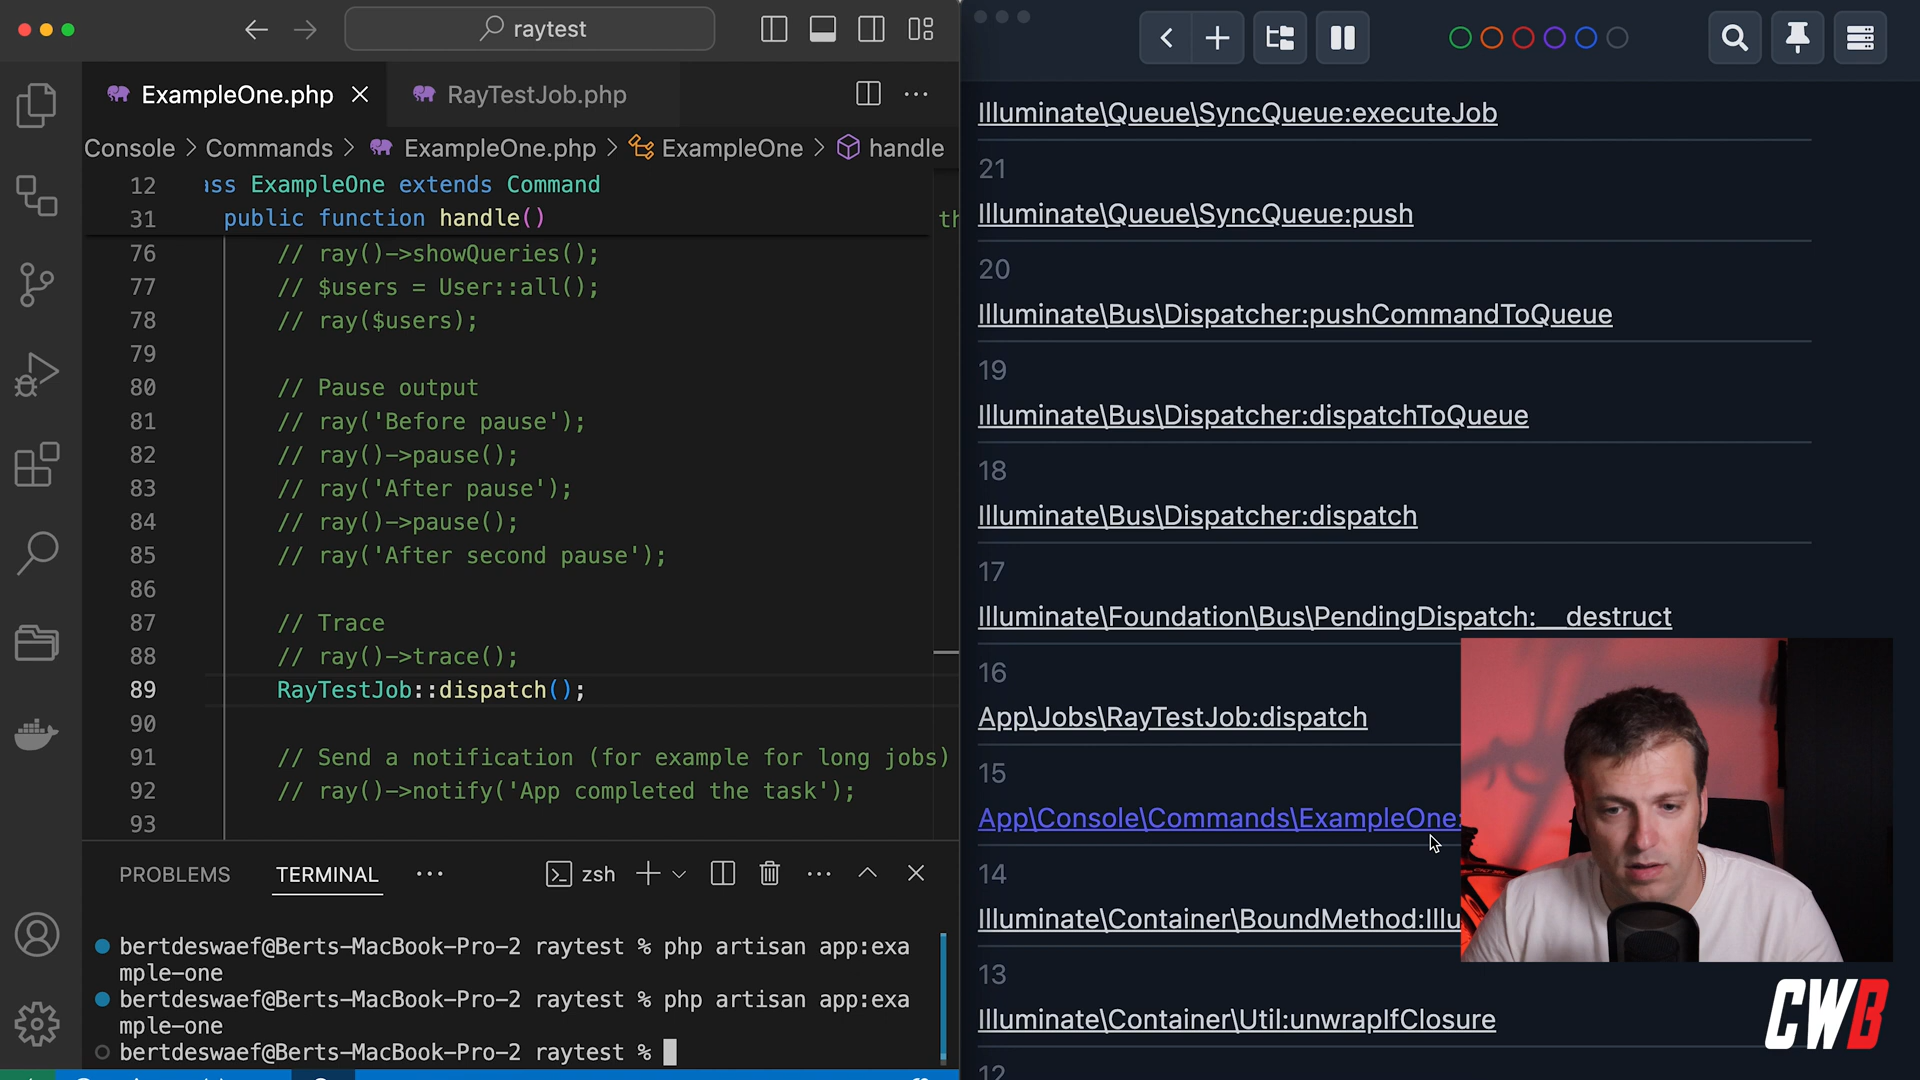 raytest
ExampleOne.php
RayTestJob.php
Console > Commands > ExampleOne.php > ExampleOne > handle
12 ass ExampleOne extends Command
31 public function handle()
th
76 // ray()->showQueries();
77 // $users = User::all();
78 // ray($users);
79
80 // Pause output
81 // ray('Before pause');
82 // ray()->pause();
83 // ray('After pause');
84 // ray()->pause();
85 // ray('After second pause');
86
87 // Trace
88 // ray()->trace();
89 RayTestJob::dispatch();
90
91 // Send a notification (for example for long jobs)
92 // ray()->notify('App completed the task');
93
PROBLEMS
TERMINAL
zsh
bertdeswaef@Berts-MacBook-Pro-2 raytest % php artisan app:exa
mple-one
bertdeswaef@Berts-MacBook-Pro-2 raytest % php artisan app:exa
mple-one
bertdeswaef@Berts-MacBook-Pro-2 raytest %
Illuminate\Queue\SyncQueue:executeJob
21
Illuminate\Queue\SyncQueue:push
20
Illuminate\Bus\Dispatcher:pushCommandToQueue
19
Illuminate\Bus\Dispatcher:dispatchToQueue
18
Illuminate\Bus\Dispatcher:dispatch
17
Illuminate\Foundation\Bus\PendingDispatch:__destruct
16
App\Jobs\RayTestJob:dispatch
15
App\Console\Commands\ExampleOne:
14
Illuminate\Container\BoundMethod:Illu
13
Illuminate\Container\Util:unwrapIfClosure
12
CWB